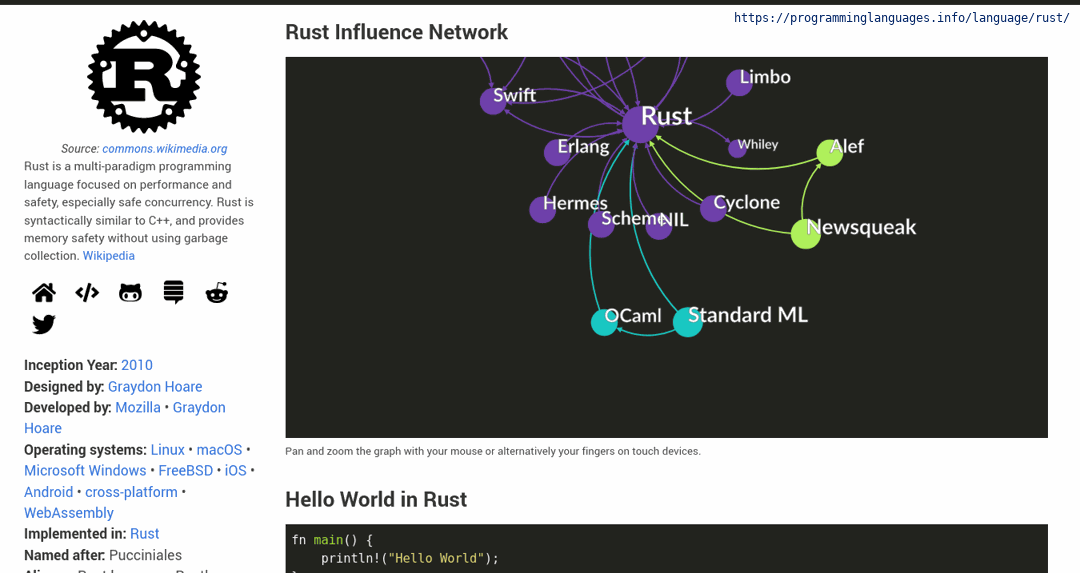 https://programminglanguages.info/language/rust/
R
Source: commons.wikimedia.org
Rust is a multi-paradigm programming
language focused on performance and
safety, especially safe concurrency. Rust is
syntactically similar to C++, and provides
memory safety without using garbage
collection. Wikipedia
Inception Year: 2010
Designed by: Graydon Hoare
Developed by: Mozilla • Graydon
Hoare
Operating systems: Linux • macOS •
Microsoft Windows • FreeBSD • iOS •
Android • cross-platform •
WebAssembly
Implemented in: Rust
Named after: Pucciniales
Rust Influence Network
Limbo
Swift
Rust
Erlang
Whiley
Alef
Hermes
Scheme
NIL
Cyclone
Newsqueak
OCaml
Standard ML
Pan and zoom the graph with your mouse or alternatively your fingers on touch devices.
Hello World in Rust
fn main() {
    println!("Hello World");